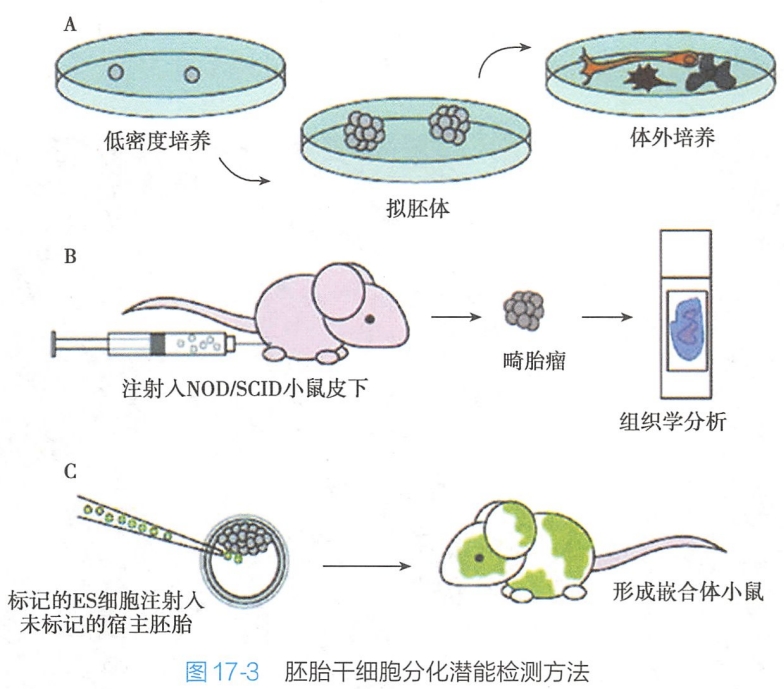 A
低密度培养
拟胚体
体外培养
B
注射入NOD/SCID小鼠皮下
畸胎瘤
组织学分析
C
标记的ES细胞注射入
未标记的宿主胚胎
形成嵌合体小鼠
图 17-3 胚胎干细胞分化潜能检测方法